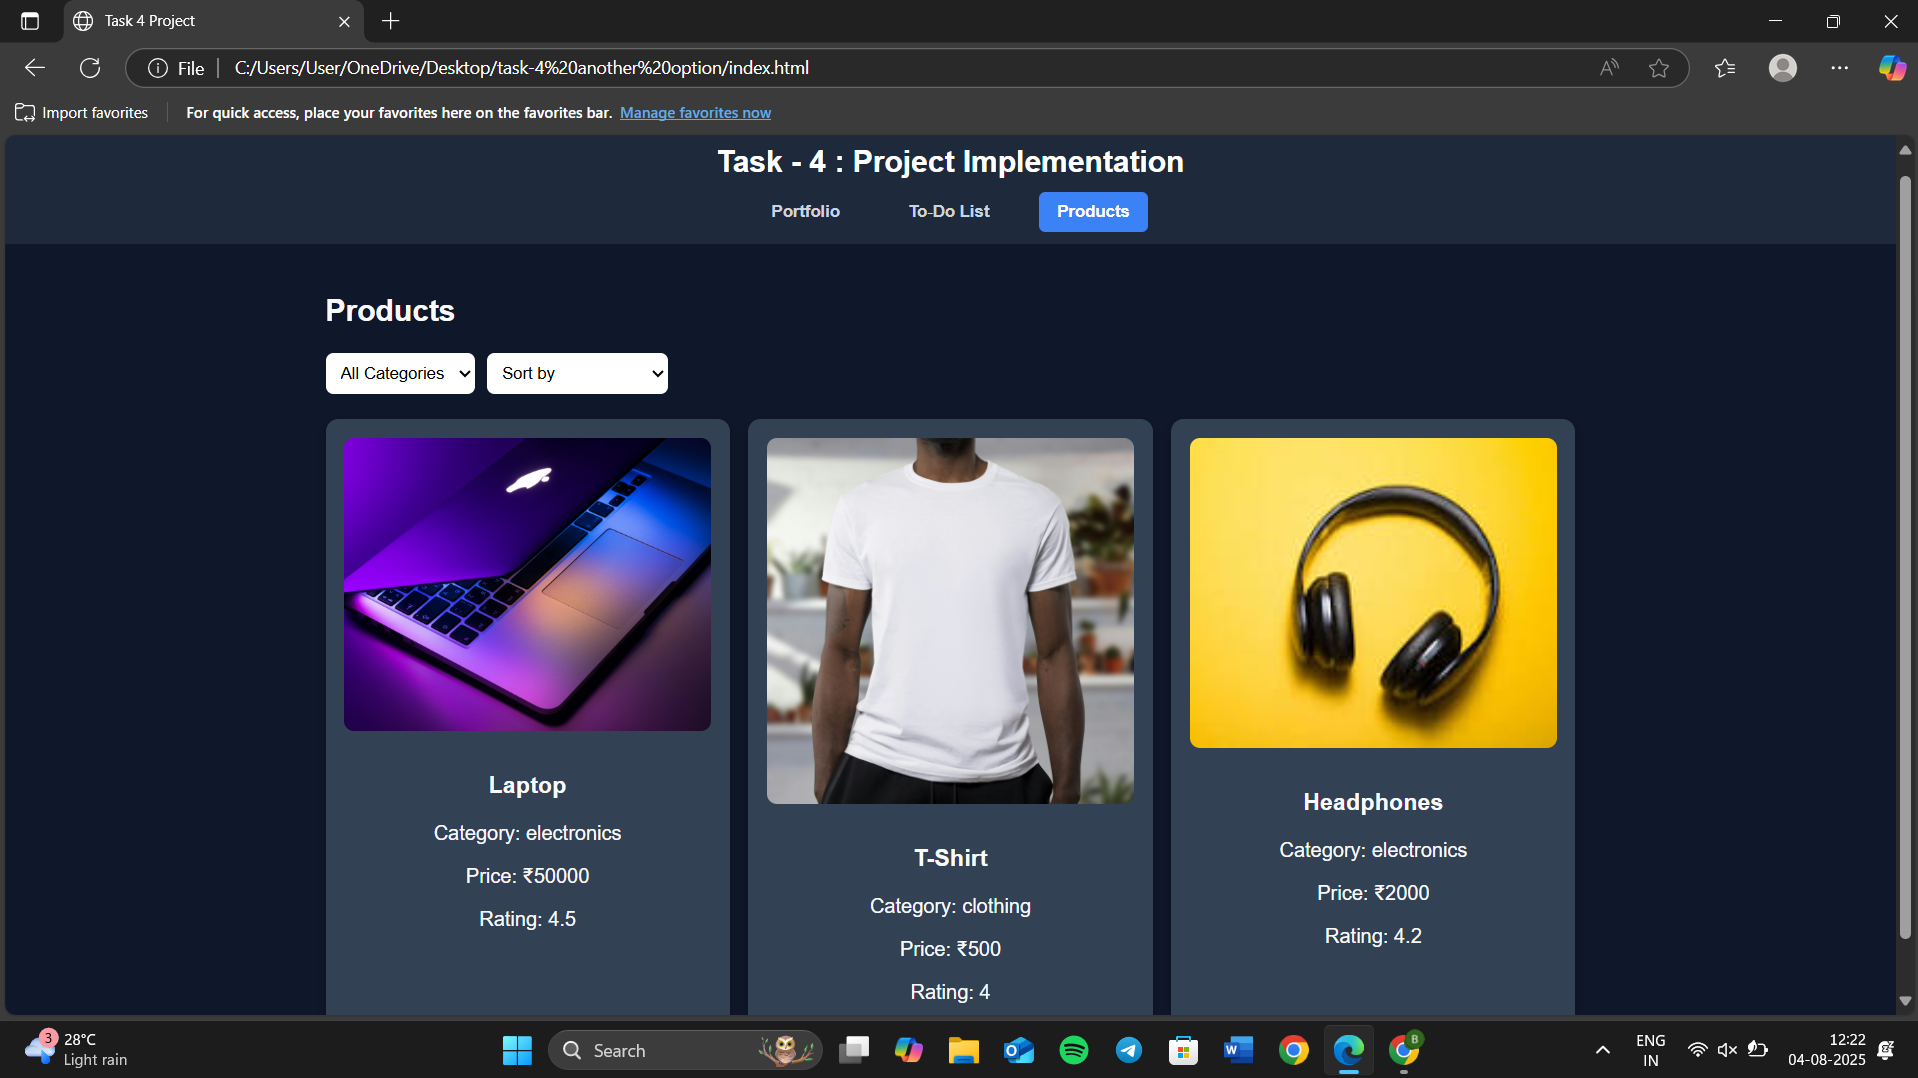 Task 4 Project
File
C:/Users/User/OneDrive/Desktop/task-4%20another%20option/index.html
Import favorites
For quick access, place your favorites here on the favorites bar. Manage favorites now
Task - 4 : Project Implementation
Portfolio
To-Do List
Products
Products
All Categories
Sort by
Laptop
Category: electronics
Price: ₹50000
Rating: 4.5
T-Shirt
Category: clothing
Price: ₹500
Rating: 4
Headphones
Category: electronics
Price: ₹2000
Rating: 4.2
3
28°C
Light rain
Search
W
B
ENG
IN
12:22
04-08-2025